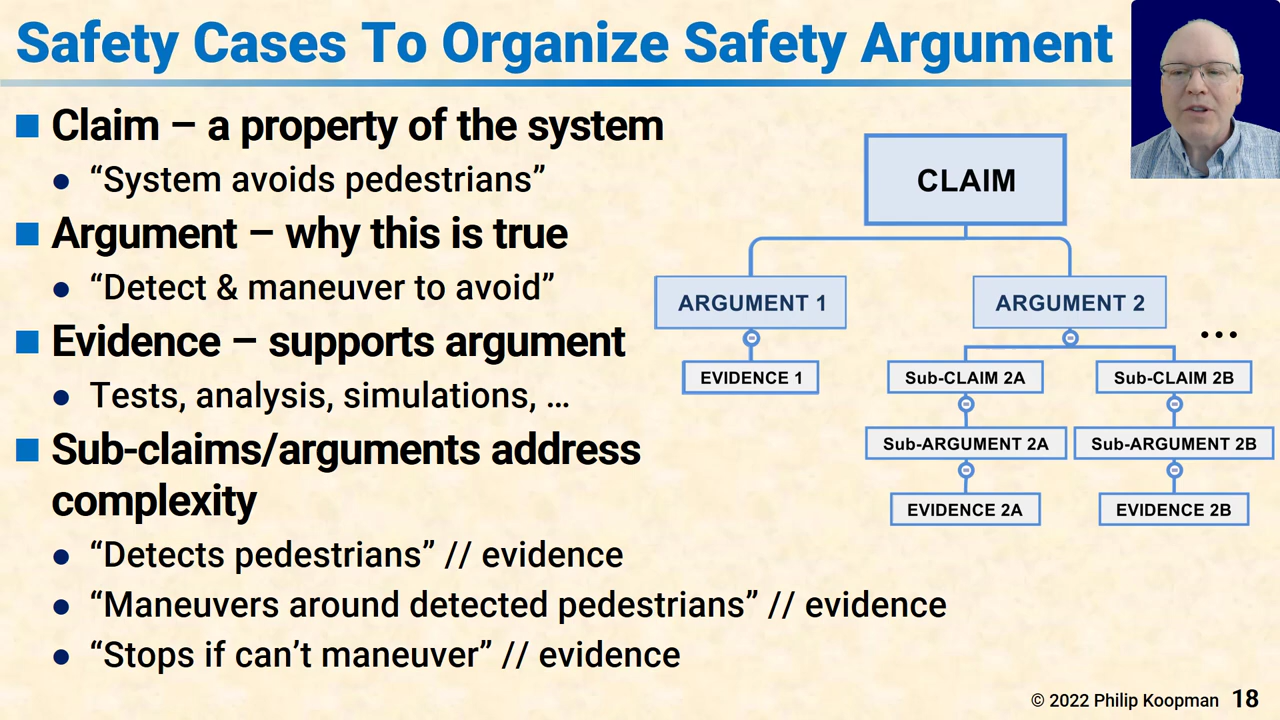 Safety Cases To Organize Safety Argument
■ Claim – a property of the system
● “System avoids pedestrians”
■ Argument – why this is true
● “Detect & maneuver to avoid”
■ Evidence – supports argument
● Tests, analysis, simulations, …
■ Sub-claims/arguments address
complexity
● “Detects pedestrians” // evidence
● “Maneuvers around detected pedestrians” // evidence
● “Stops if can’t maneuver” // evidence
CLAIM
ARGUMENT 1
ARGUMENT 2
...
EVIDENCE 1
Sub-CLAIM 2A
Sub-CLAIM 2B
Sub-ARGUMENT 2A
Sub-ARGUMENT 2B
EVIDENCE 2A
EVIDENCE 2B
© 2022 Philip Koopman 18